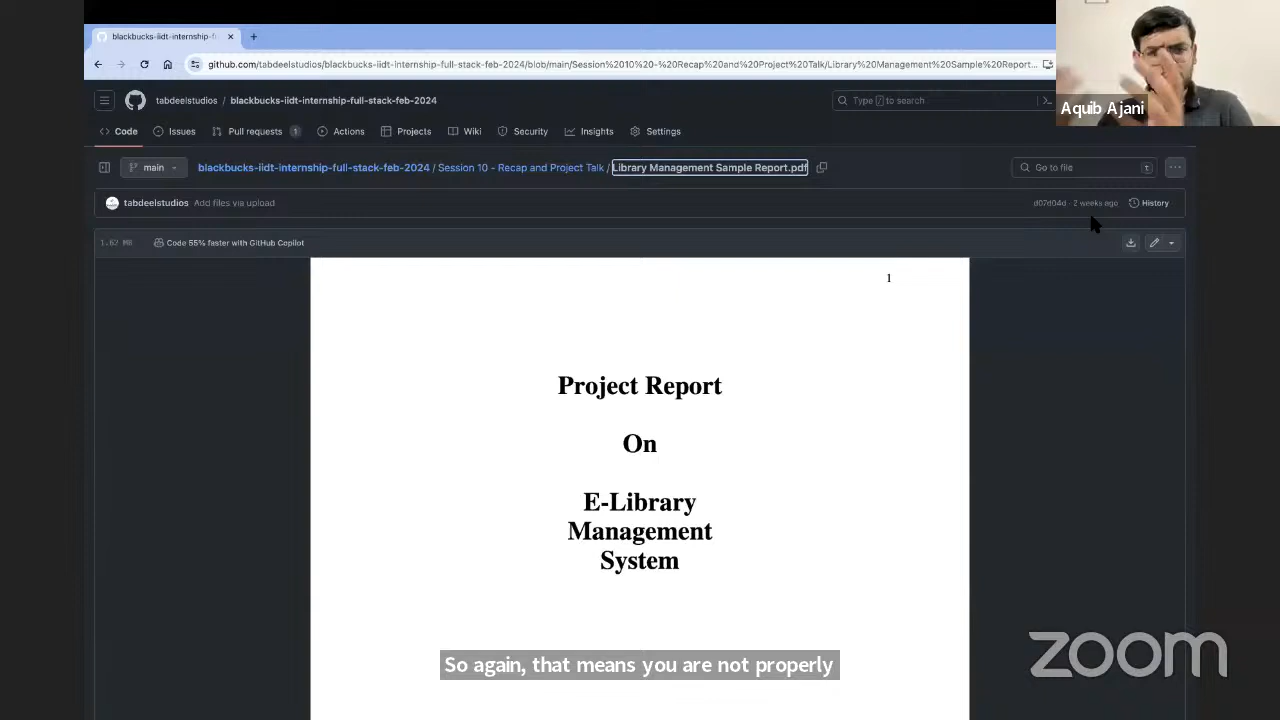 blackbucks-iidt-internship-f
github.com/tabdeelstudios/blackbucks-iidt-internship-full-stack-feb-2024/blob/main/Session%2010%20-%20Recap%20and%20Project%20Talk/Library%20Management%20Sample%20Report...
Aquib Ajani
tabdeelstudios / blackbucks-iidt-internship-full-stack-feb-2024
Type / to search
Code Issues Pull requests 1 Actions Projects Wiki Security Insights Settings
main blackbucks-iidt-internship-full-stack-feb-2024 / Session 10 - Recap and Project Talk / Library Management Sample Report.pdf Go to file t
tabdeelstudios Add files via upload d07d04d · 2 weeks ago History
1.62 MB Code 55% faster with GitHub Copilot
1
Project Report
On
E-Library
Management
System
So again, that means you are not properly
zoom